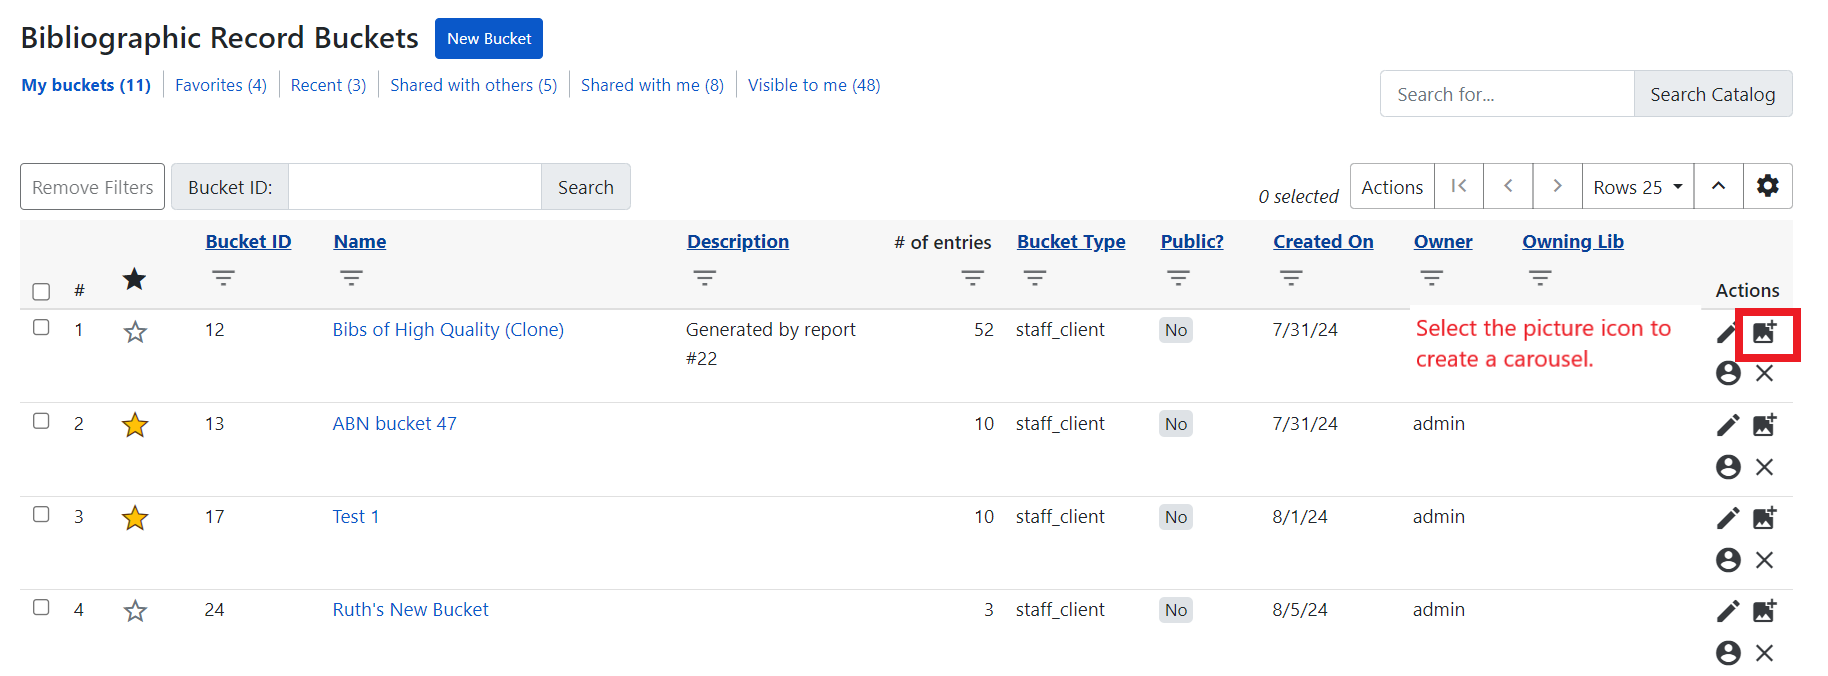 Bibliographic Record Buckets New Bucket
My buckets (11) Favorites (4) Recent (3) Shared with others (5) Shared with me (8) Visible to me (48)
Search for... Search Catalog
Remove Filters Bucket ID: Search 0 selected Actions Rows 25
Bucket ID Name Description # of entries Bucket Type Public? Created On Owner Owning Lib
# Actions
1 12 Bibs of High Quality (Clone) Generated by report 52 staff_client No 7/31/24 Select the picture icon to
#22 create a carousel.
2 13 ABN bucket 47 10 staff_client No 7/31/24 admin
3 17 Test 1 10 staff_client No 8/1/24 admin
4 24 Ruth's New Bucket 3 staff_client No 8/5/24 admin